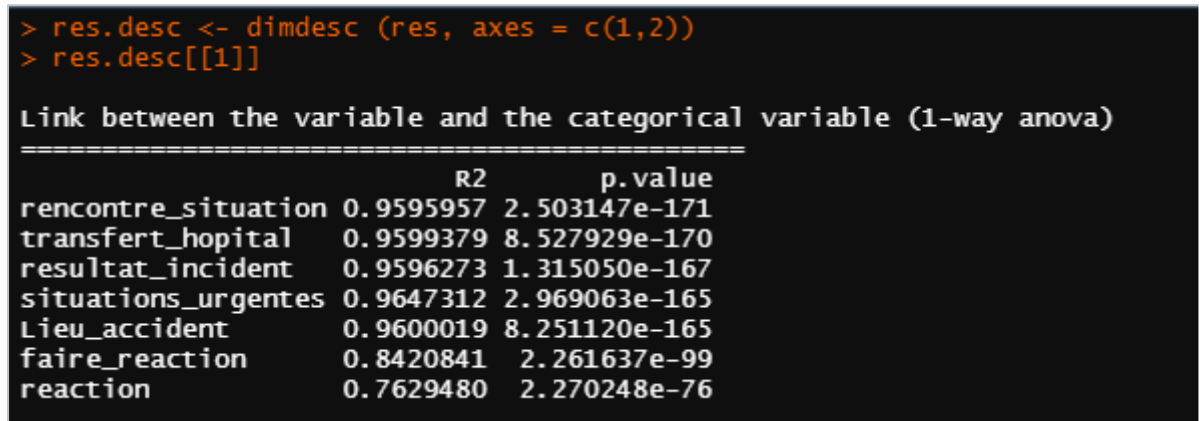 > res.desc <- dimdesc (res, axes = c(1,2))
> res.desc[[1]]
Link between the variable and the categorical variable (1-way anova)
=============================================
R2 p.value
rencontre_situation 0.9595957 2.503147e-171
transfert_hopital 0.9599379 8.527929e-170
resultat_incident 0.9596273 1.315050e-167
situations_urgentes 0.9647312 2.969063e-165
Lieu_accident 0.9600019 8.251120e-165
faire_reaction 0.8420841 2.261637e-99
reaction 0.7629480 2.270248e-76